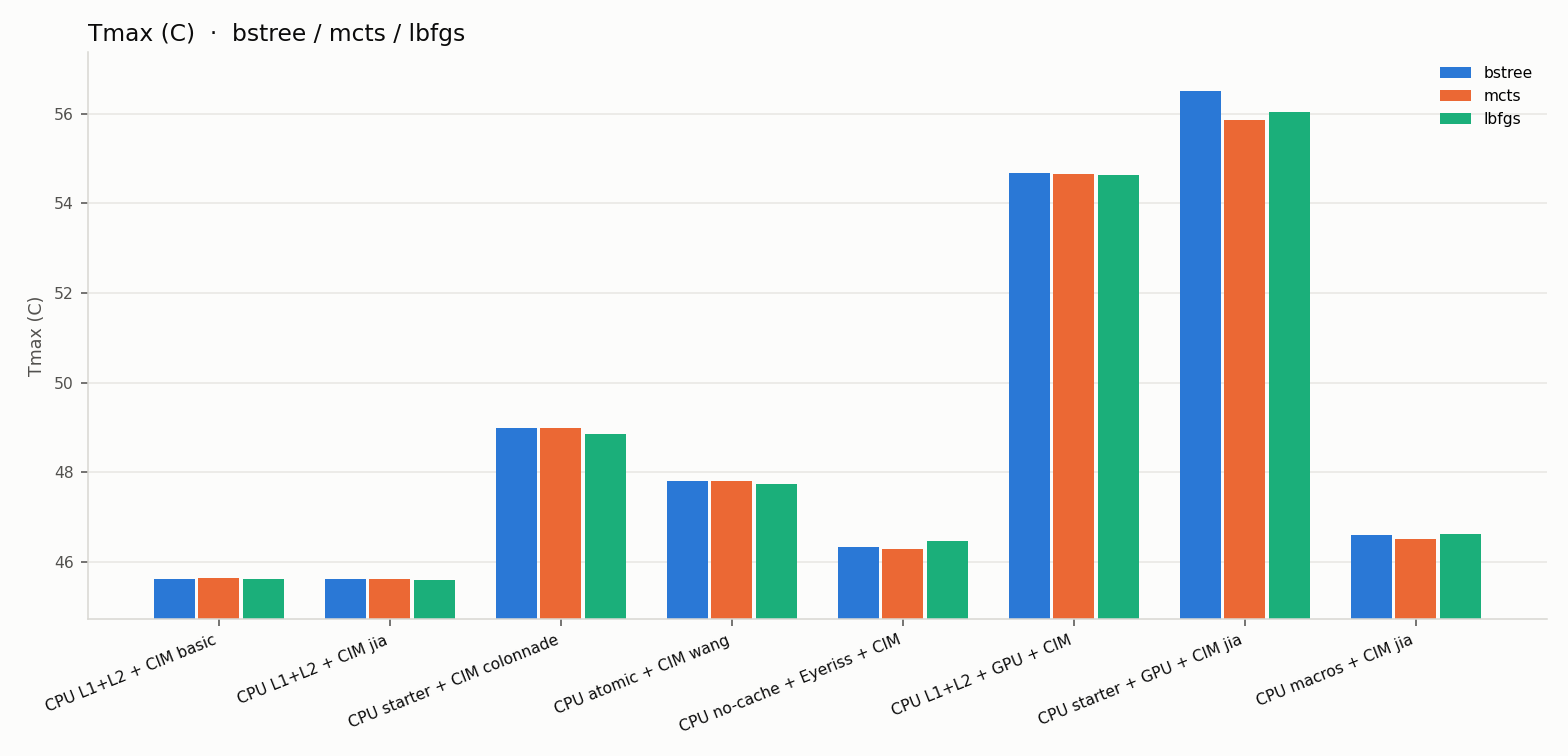 Tmax (C)  ·  bstree / mcts / lbfgs
bstree
mcts
lbfgs
Tmax (C)
56
54
52
50
48
46
CPU L1+L2 + CIM basic
CPU L1+L2 + CIM jia
CPU starter + CIM colonnade
CPU atomic + CIM wang
CPU no-cache + Eyeriss + CIM
CPU L1+L2 + GPU + CIM
CPU starter + GPU + CIM jia
CPU macros + CIM jia